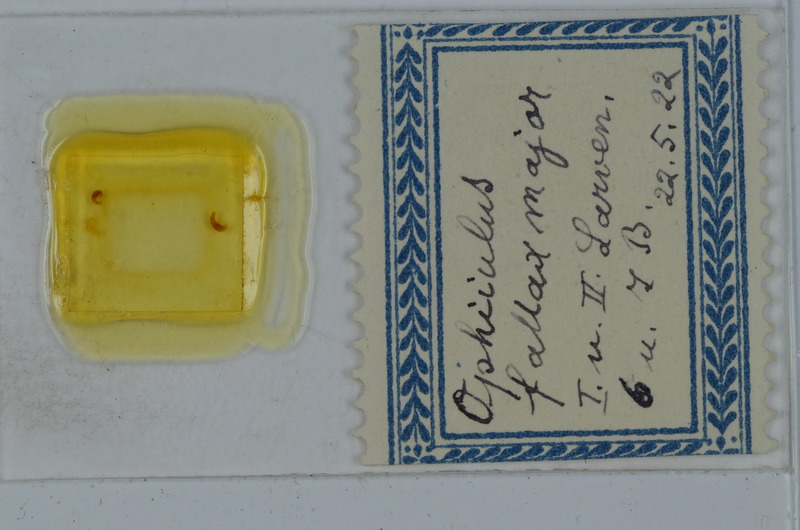 Ophiiulus
fallax major
I. u. II. Larven,
6 u. 7 B.
22.5.22